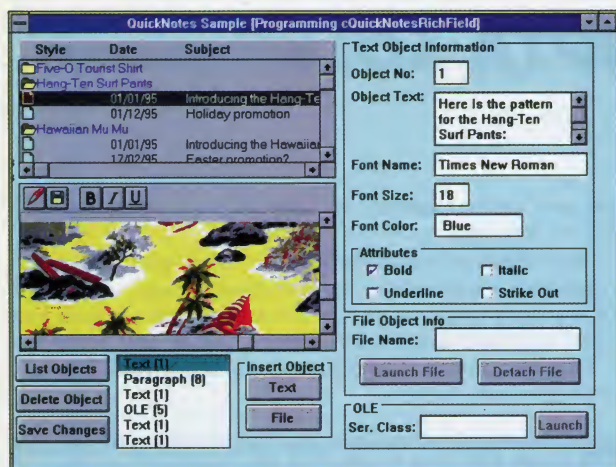 QuickNotes Sample [Programming cQuickNotesRichField]
Style Date Subject
Five-O Tourist Shirt
Hang-Ten Surf Pants
01/01/95 Introducing the Hang-Te
01/12/95 Holiday promotion
Hawaiian Mu Mu
01/01/95 Introducing the Hawaiian
17/02/95 Easter promotion?
B I U
List Objects
Delete Object
Save Changes
Text (1)
Paragraph (8)
Text (1)
OLE (5)
Text (1)
Text (1)
Insert Object
Text
File
Text Object Information
Object No: 1
Object Text: Here is the pattern
for the Hang-Ten
Surf Pants:
Font Name: Times New Roman
Font Size: 18
Font Color: Blue
Attributes
Bold Italic
Underline Strike Out
File Object Info
File Name:
Launch File Detach File
OLE
Ser. Class: Launch